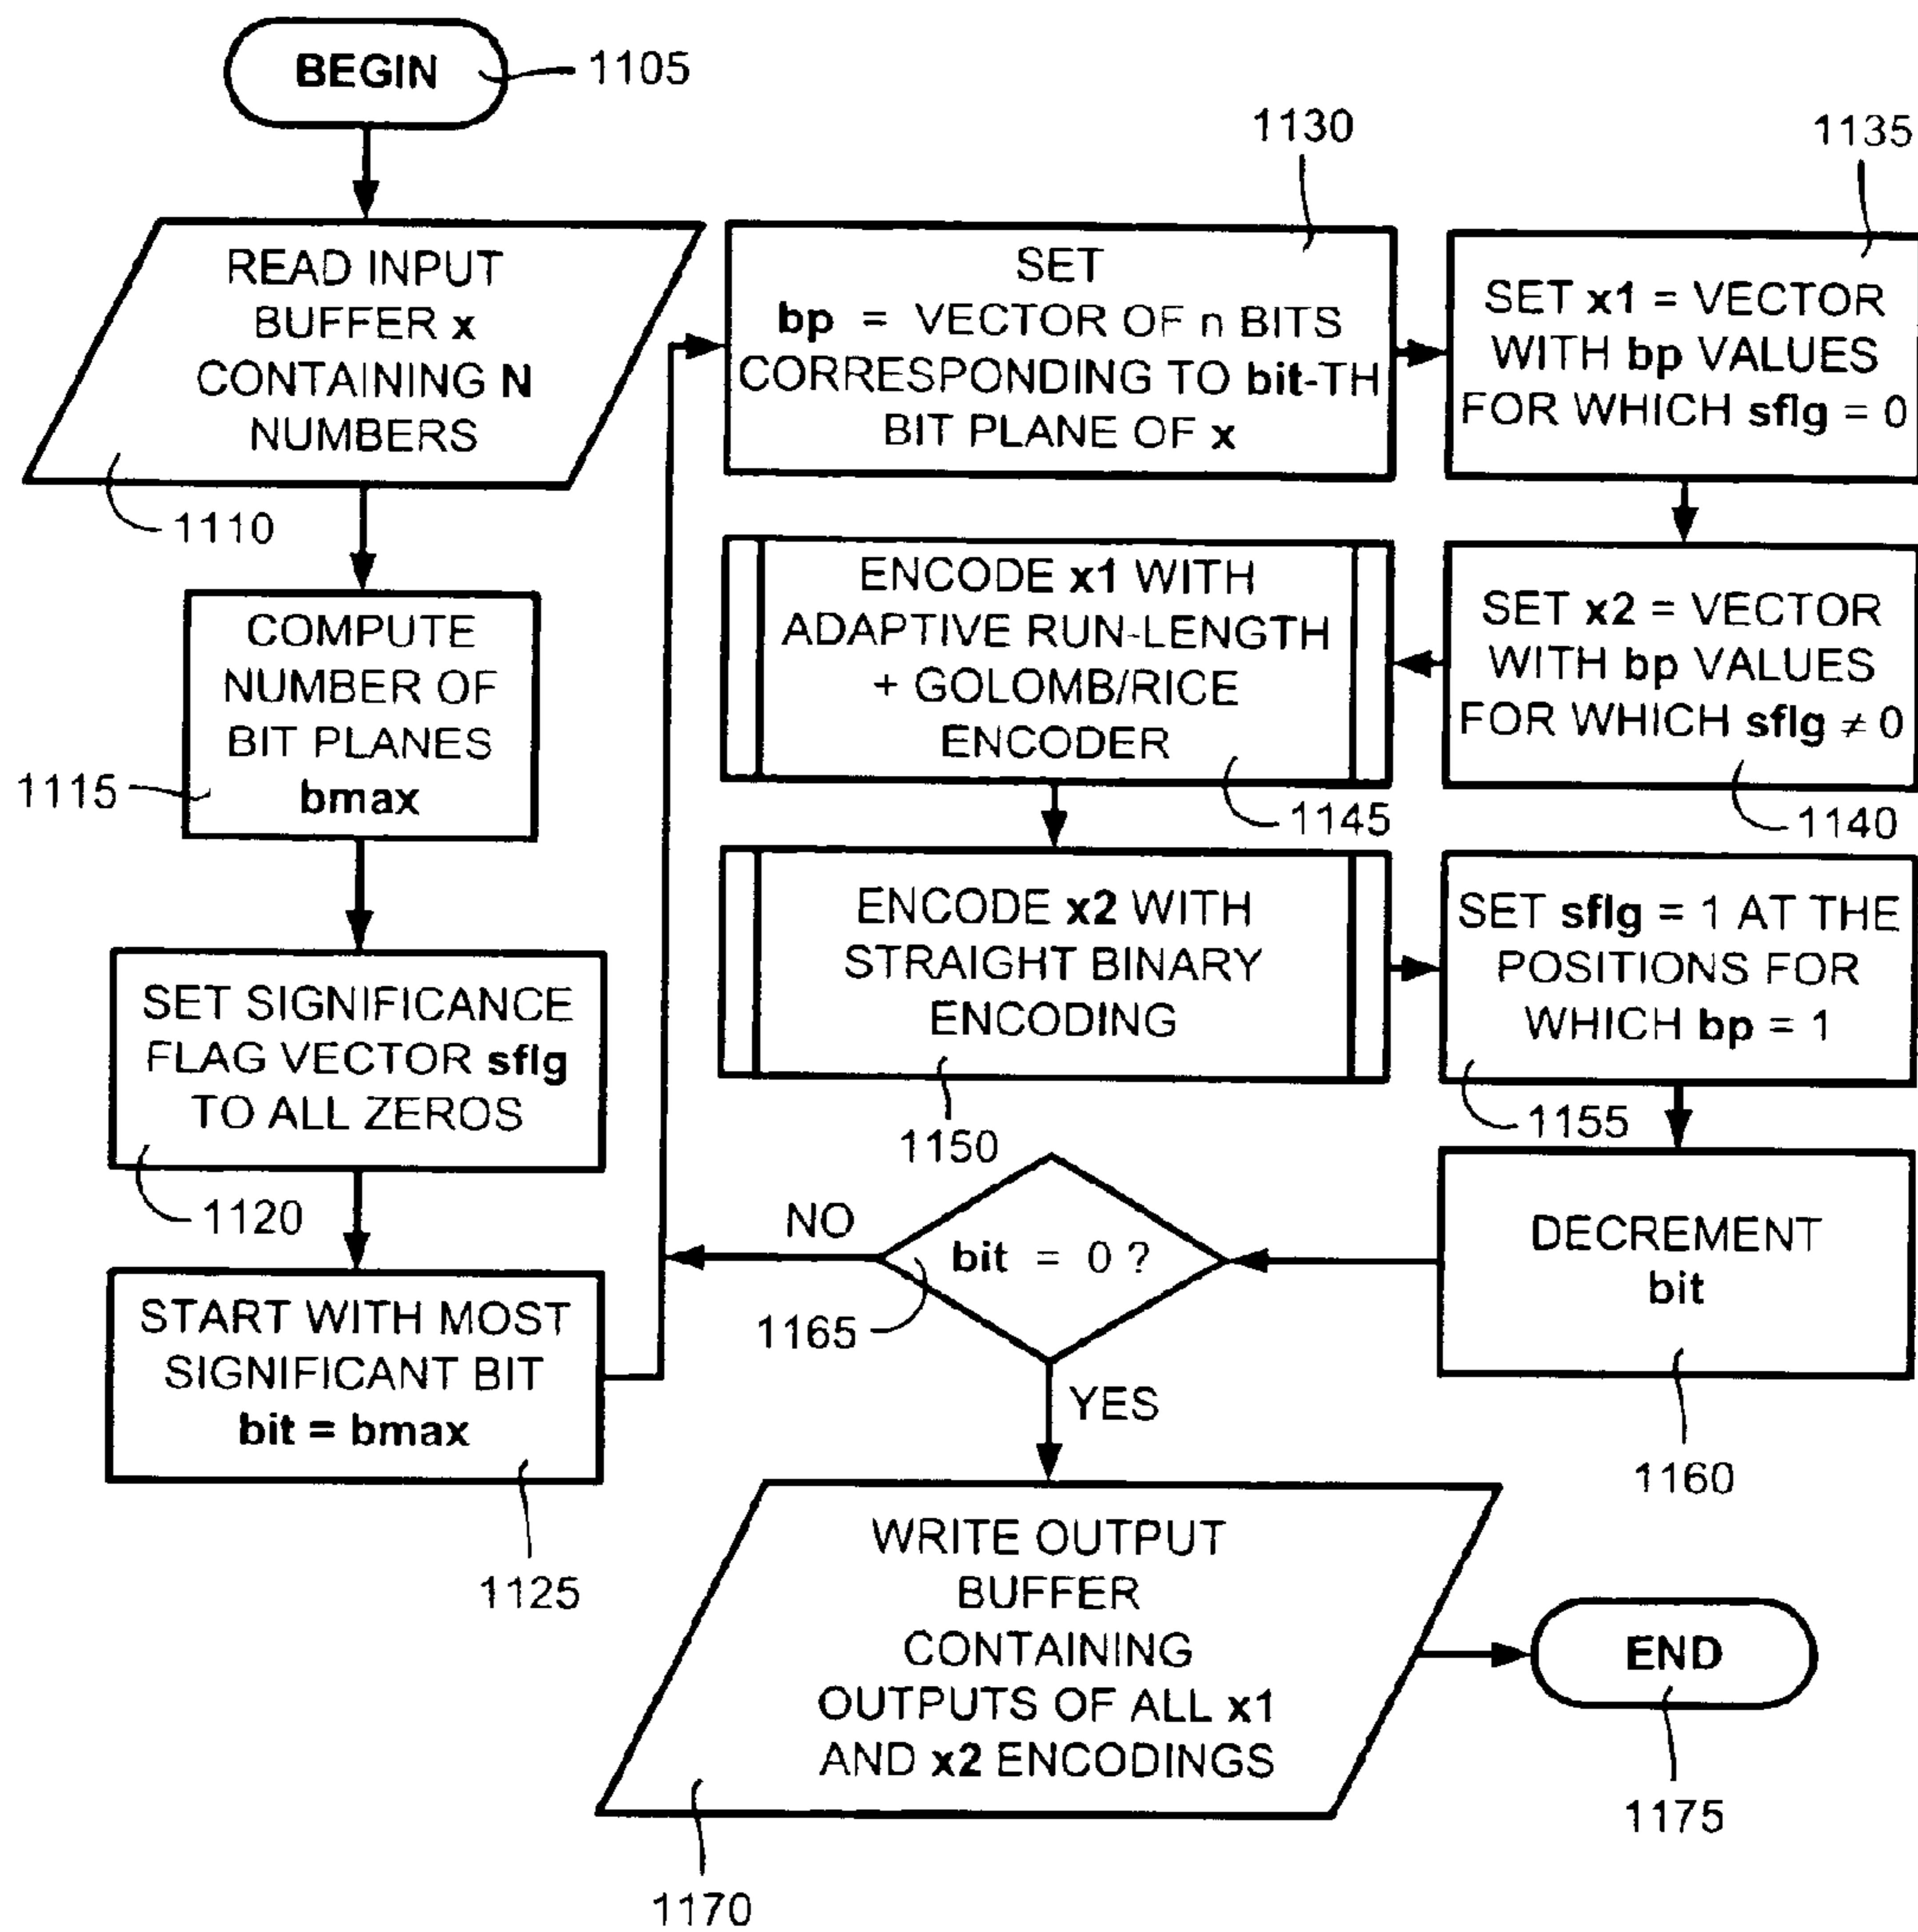 BEGIN
1105
READ INPUT
BUFFER x
CONTAINING N
NUMBERS
1110
COMPUTE
NUMBER OF
BIT PLANES
bmax
1115
SET SIGNIFICANCE
FLAG VECTOR sflg
TO ALL ZEROS
1120
START WITH MOST
SIGNIFICANT BIT
bit = bmax
1125
1130
SET
bp = VECTOR OF n BITS
CORRESPONDING TO bit-TH
BIT PLANE OF x
1135
SET x1 = VECTOR
WITH bp VALUES
FOR WHICH sflg = 0
SET x2 = VECTOR
WITH bp VALUES
FOR WHICH sflg ≠ 0
1140
ENCODE x1 WITH
ADAPTIVE RUN-LENGTH
+ GOLOMB/RICE
ENCODER
1145
ENCODE x2 WITH
STRAIGHT BINARY
ENCODING
1150
SET sflg = 1 AT THE
POSITIONS FOR
WHICH bp = 1
1155
DECREMENT
bit
1160
bit = 0 ?
1165
NO
YES
WRITE OUTPUT
BUFFER
CONTAINING
OUTPUTS OF ALL x1
AND x2 ENCODINGS
1170
END
1175